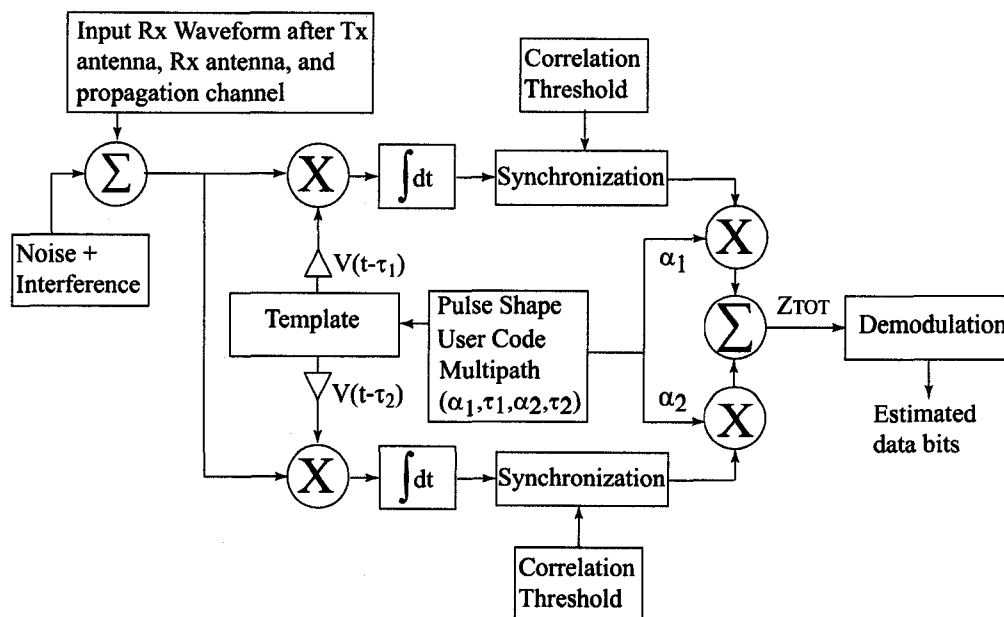 Input Rx Waveform after Tx
antenna, Rx antenna, and
propagation channel
Correlation
Threshold
Σ
X
∫dt
Synchronization
X
α1
Noise +
Interference
V(t-τ1)
Template
Pulse Shape
User Code
Multipath
(α1,τ1,α2,τ2)
Σ
ZTOT
Demodulation
V(t-τ2)
α2
X
Estimated
data bits
X
∫dt
Synchronization
Correlation
Threshold